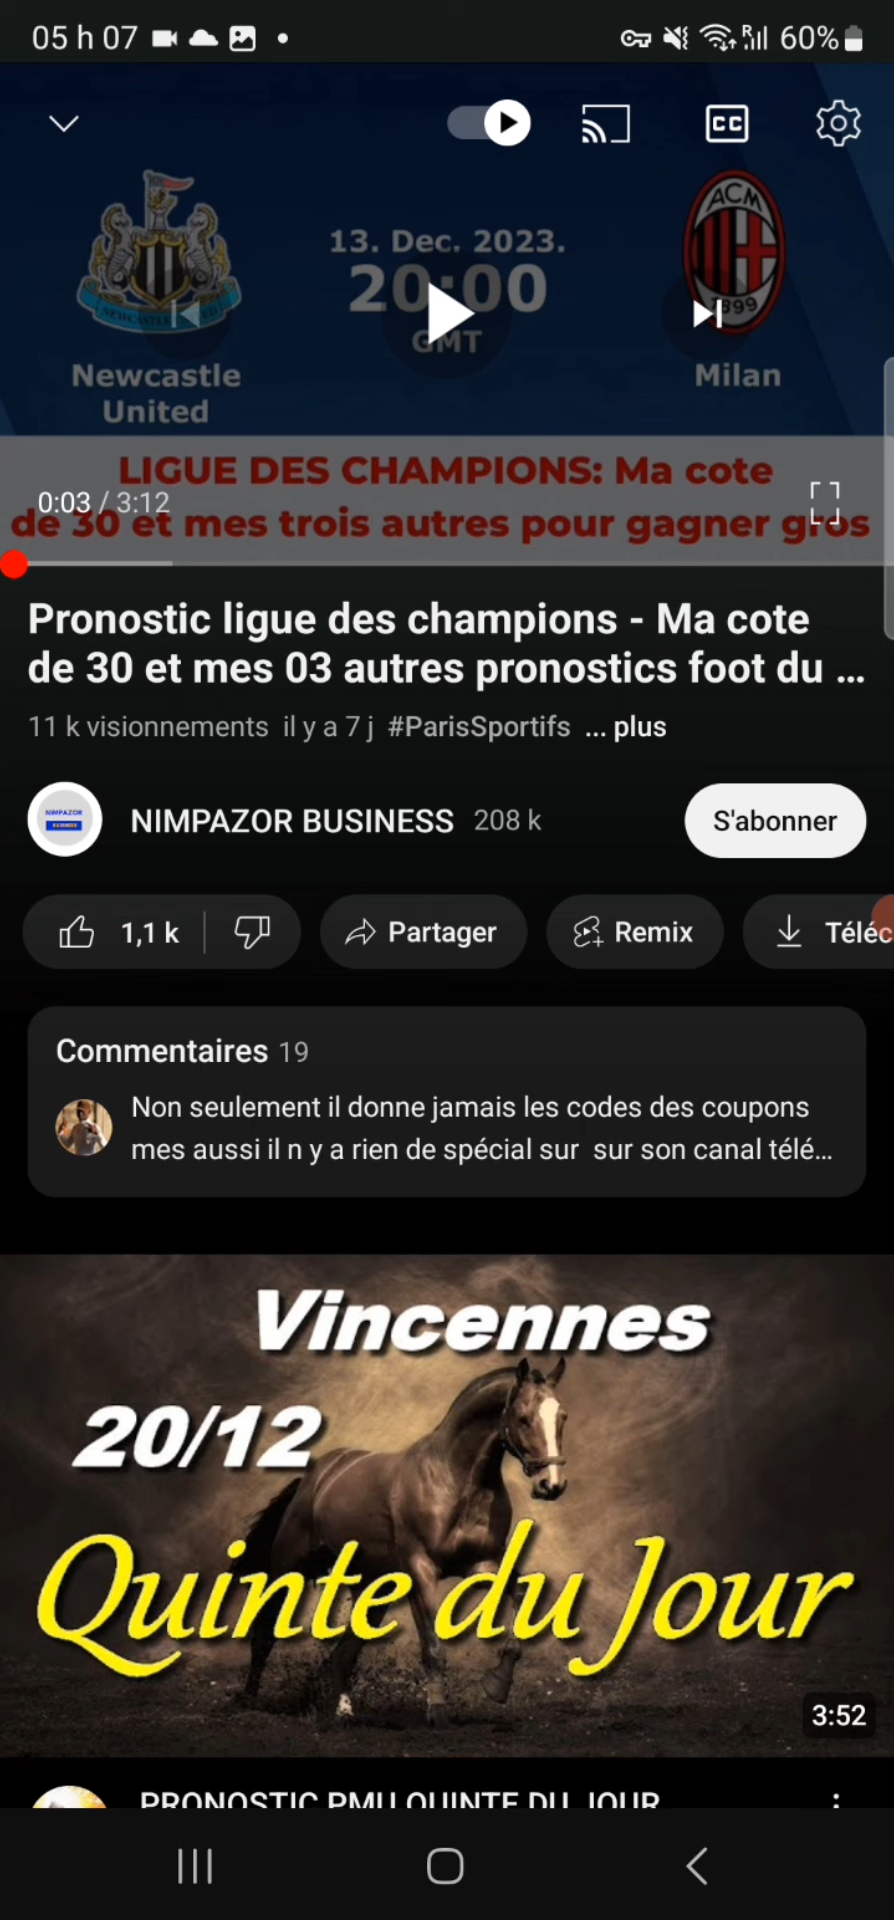 05 h 07
60%
CC
ACM
1899
13. Dec. 2023.
20:00
GMT
Newcastle
United
Milan
LIGUE DES CHAMPIONS: Ma cote
0:03 / 3:12
de 30 et mes trois autres pour gagner gros
Pronostic ligue des champions - Ma cote
de 30 et mes 03 autres pronostics foot du ...
11 k visionnements il y a 7 j #ParisSportifs ... plus
NIMPAZOR
BUSINESS
NIMPAZOR BUSINESS 208 k
S'abonner
1,1 k
Partager
Remix
Téléc
Commentaires 19
Non seulement il donne jamais les codes des coupons
mes aussi il n y a rien de spécial sur sur son canal télé...
Vincennes
20/12
Quinte du Jour
3:52
PRONOSTIC PMU QUINTE DU JOUR